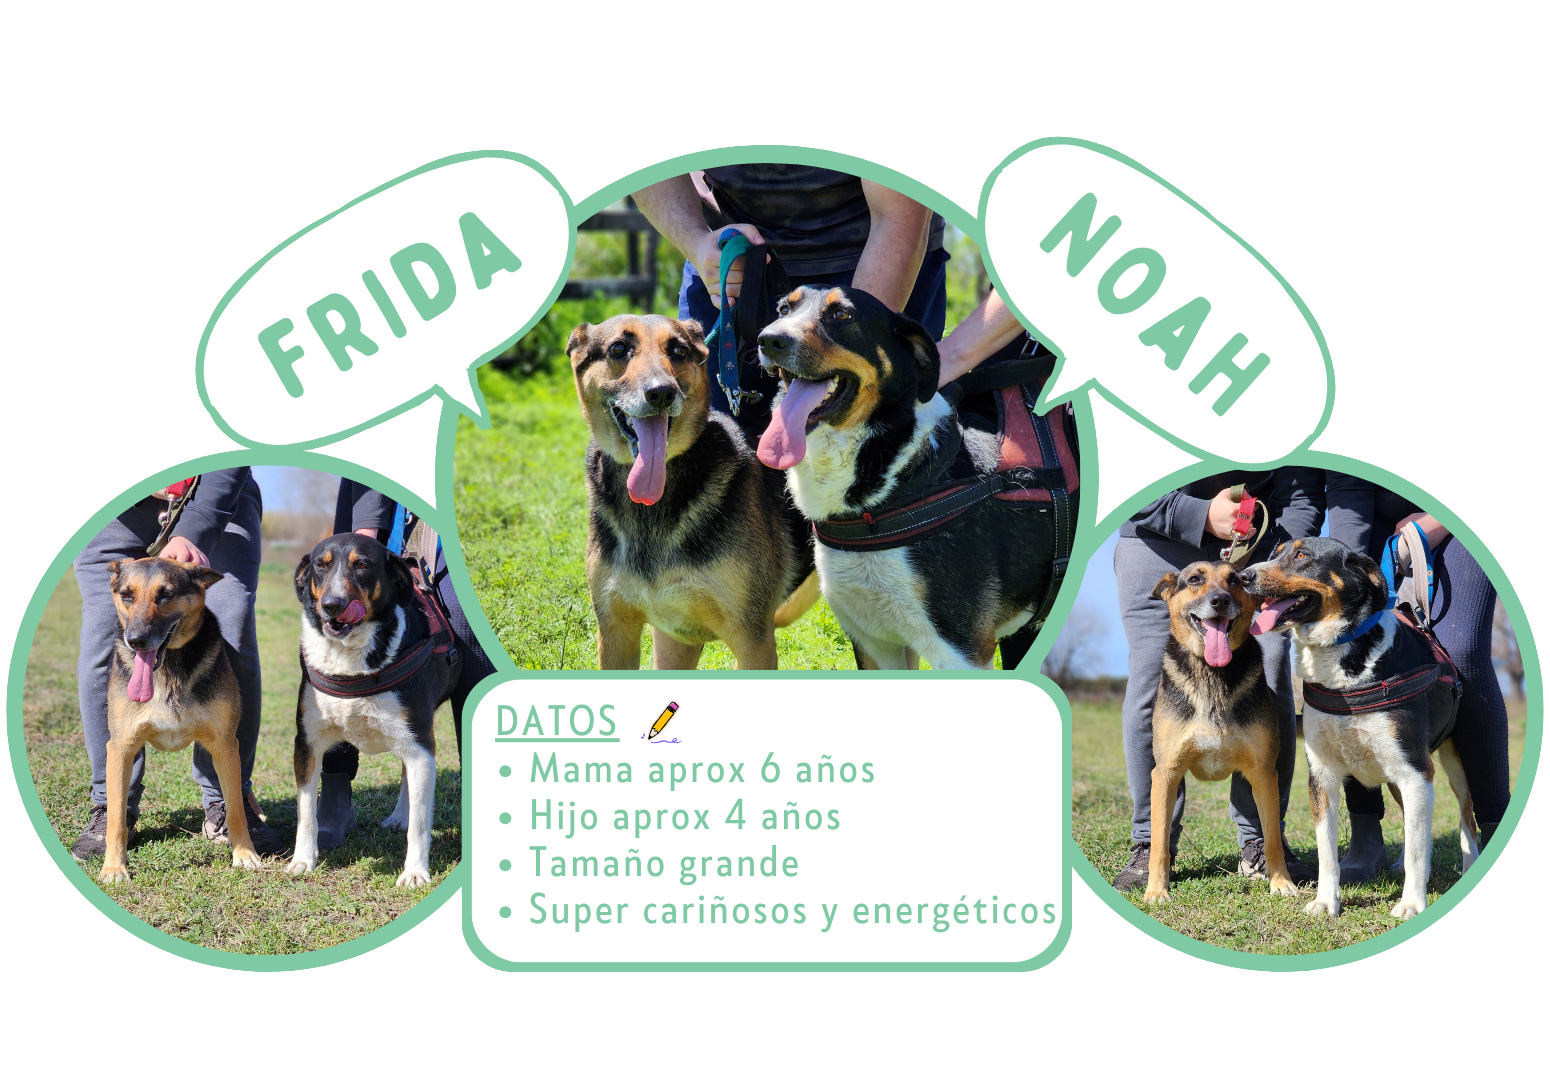 FRIDA
NOAH
DATOS
• Mama aprox 6 años
• Hijo aprox 4 años
• Tamaño grande
• Super cariñosos y energéticos